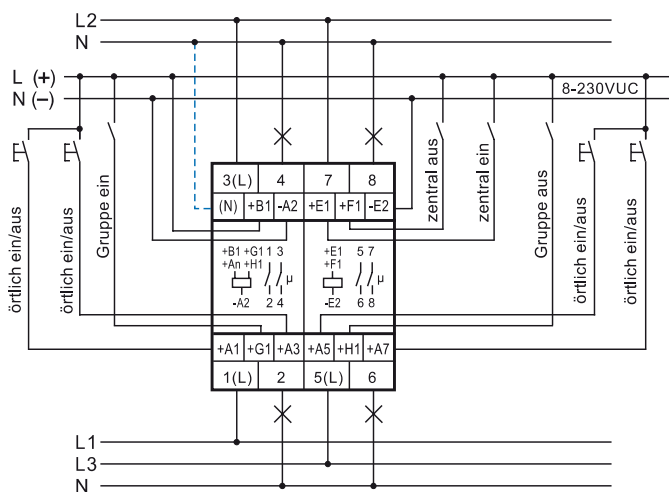 L2
N
L (+)
N (–)
8-230VUC
örtlich ein/aus
örtlich ein/aus
Gruppe ein
zentral aus
zentral ein
Gruppe aus
örtlich ein/aus
örtlich ein/aus
3(L) 4 7 8
(N) +B1 -A2 +E1 +F1 -E2
+B1 +G1 1 3 +E1 5 7
+An +H1 µ +F1 µ
-A2 2 4 -E2 6 8
+A1 +G1 +A3 +A5 +H1 +A7
1(L) 2 5(L) 6
L1
L3
N